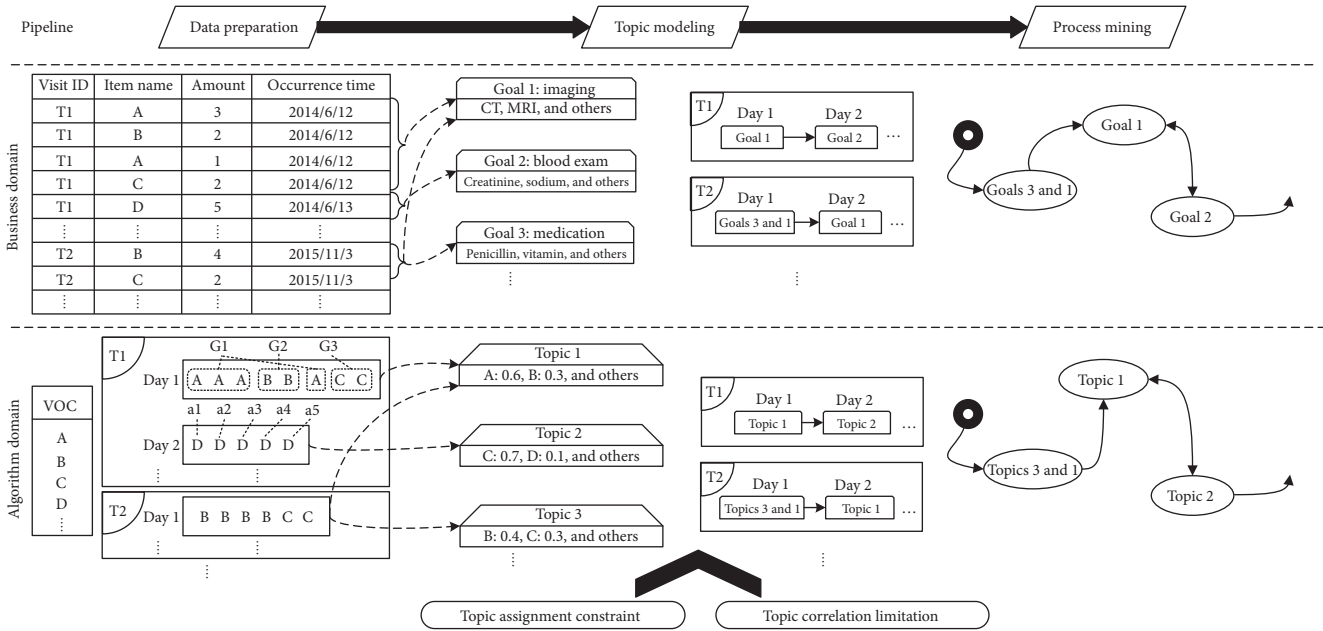 Pipeline
Data preparation
Topic modeling
Process mining
Business domain
Visit ID Item name Amount Occurrence time
T1 A 3 2014/6/12
T1 B 2 2014/6/12
T1 A 1 2014/6/12
T1 C 2 2014/6/12
T1 D 5 2014/6/13
⋮ ⋮ ⋮ ⋮
T2 B 4 2015/11/3
T2 C 2 2015/11/3
⋮ ⋮ ⋮ ⋮
Goal 1: imaging
CT, MRI, and others
Goal 2: blood exam
Creatinine, sodium, and others
Goal 3: medication
Penicillin, vitamin, and others
⋮
T1
Day 1 Day 2
Goal 1 Goal 2 ...
T2
Day 1 Day 2
Goals 3 and 1 Goal 1 ...
⋮
Goals 3 and 1
Goal 1
Goal 2
Algorithm domain
VOC
A
B
C
D
⋮
T1
G1 G2 G3
Day 1 A A A B B A C C
a1 a2 a3 a4 a5
Day 2 D D D D D
⋮ ⋮
T2
Day 1 B B B B C C
⋮ ⋮
⋮
Topic 1
A: 0.6, B: 0.3, and others
Topic 2
C: 0.7, D: 0.1, and others
Topic 3
B: 0.4, C: 0.3, and others
⋮
T1
Day 1 Day 2
Topic 1 Topic 2 ...
T2
Day 1 Day 2
Topics 3 and 1 Topic 1 ...
⋮
Topics 3 and 1
Topic 1
Topic 2
Topic assignment constraint
Topic correlation limitation